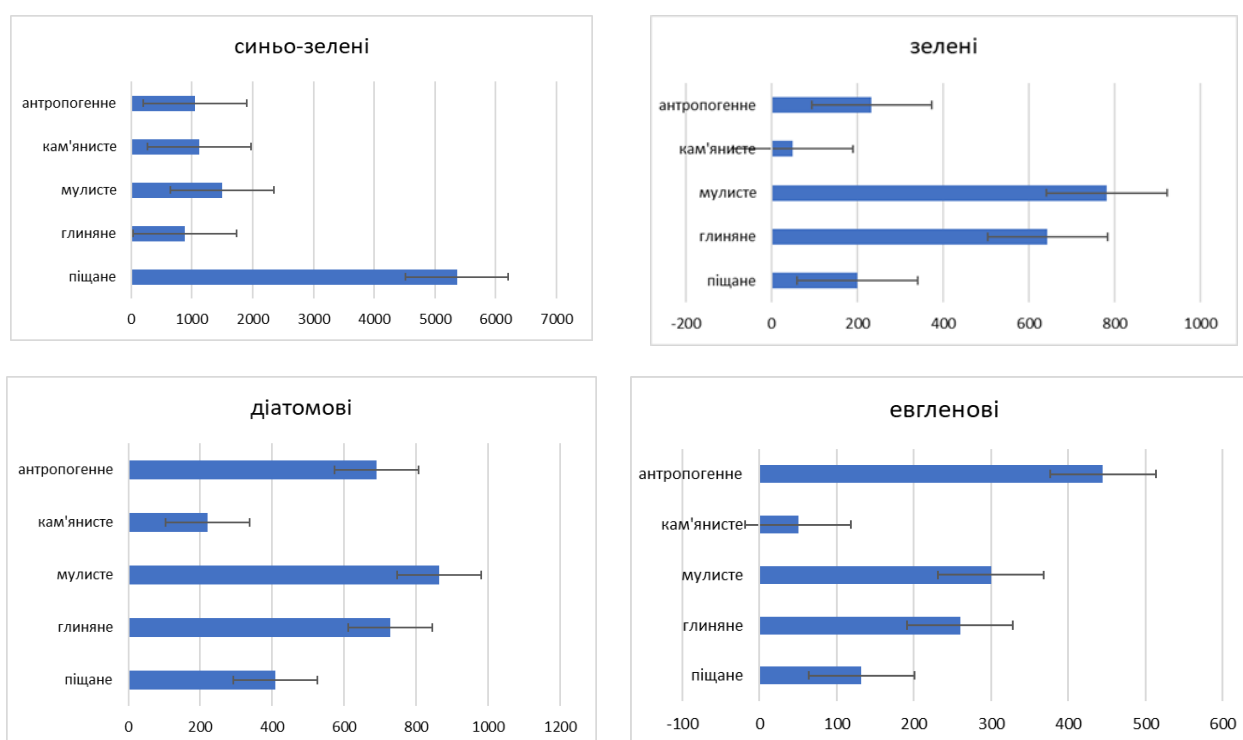 синьо-зелені
антропогенне
кам'янисте
мулисте
глиняне
піщане
0 1000 2000 3000 4000 5000 6000 7000
зелені
антропогенне
кам'янисте
мулисте
глиняне
піщане
-200 0 200 400 600 800 1000
діатомові
антропогенне
кам'янисте
мулисте
глиняне
піщане
0 200 400 600 800 1000 1200
евгленові
антропогенне
кам'янисте
мулисте
глиняне
піщане
-100 0 100 200 300 400 500 600